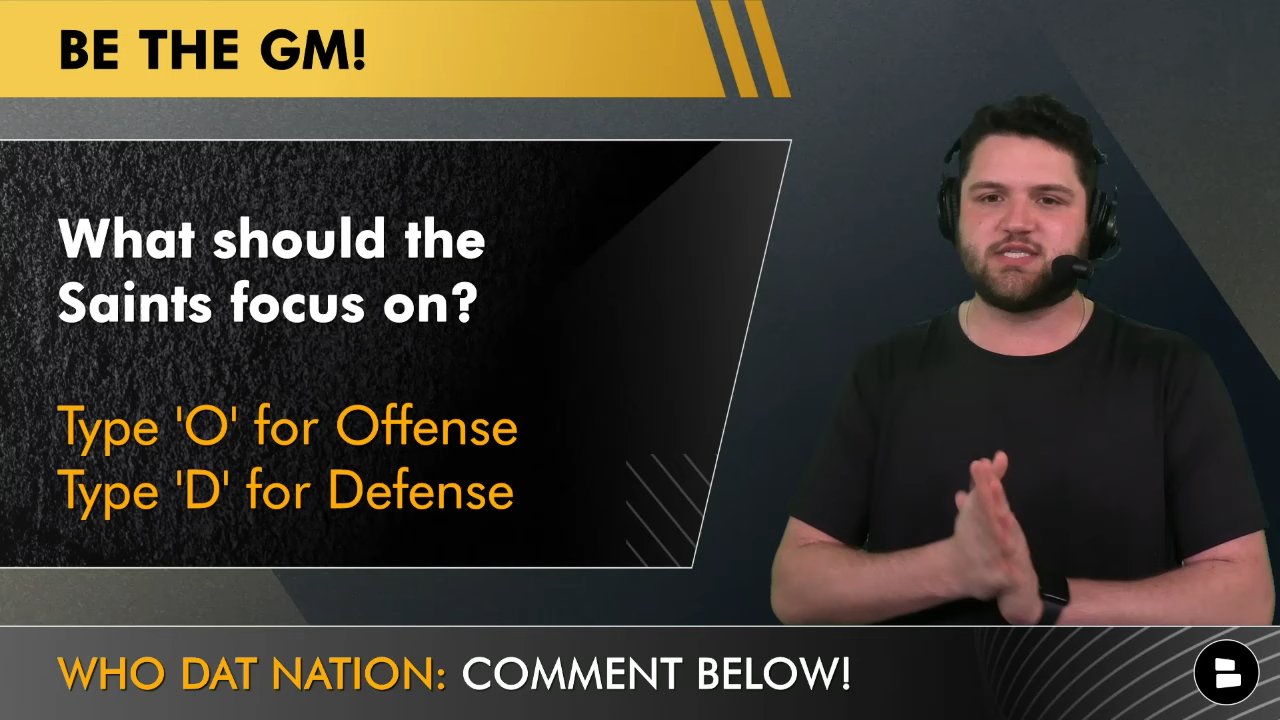 BE THE GM!
What should the
Saints focus on?
Type 'O' for Offense
Type 'D' for Defense
WHO DAT NATION: COMMENT BELOW!